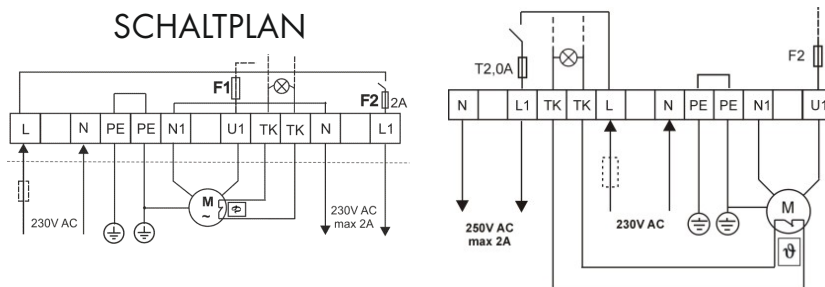 SCHALTPLAN
F1
F2 2A
L N PE PE N1 U1 TK TK N L1
M
~
230V AC
230V AC
max 2A
T2,0A
F2
N L1 TK TK L N PE PE N1 U1
M
ϑ
250V AC
max 2A
230V AC